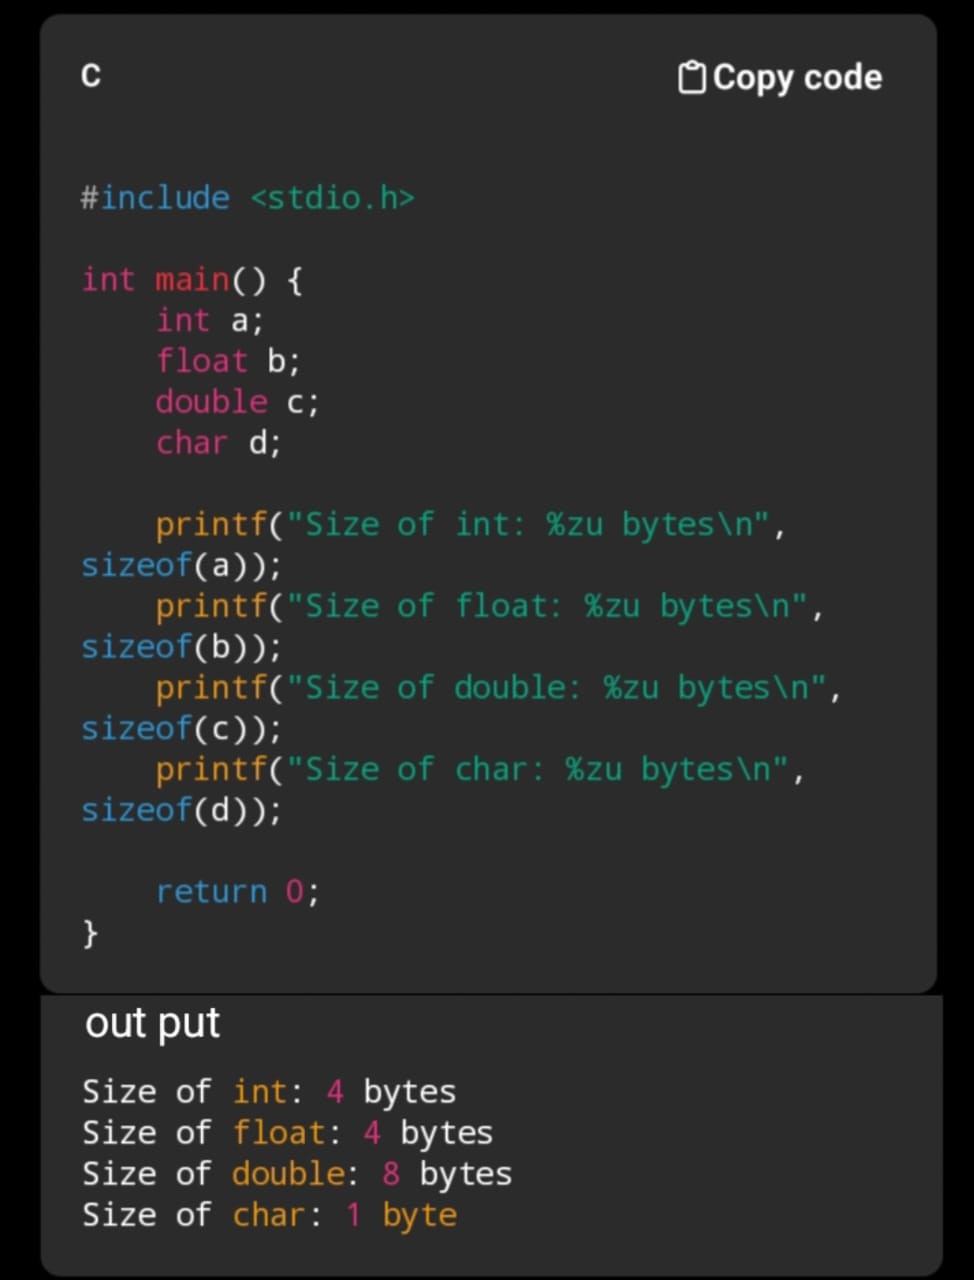 C
Copy code
#include <stdio.h>
int main() {
    int a;
    float b;
    double c;
    char d;
    printf("Size of int: %zu bytes\n",
sizeof(a));
    printf("Size of float: %zu bytes\n",
sizeof(b));
    printf("Size of double: %zu bytes\n",
sizeof(c));
    printf("Size of char: %zu bytes\n",
sizeof(d));
    return 0;
}
out put
Size of int: 4 bytes
Size of float: 4 bytes
Size of double: 8 bytes
Size of char: 1 byte